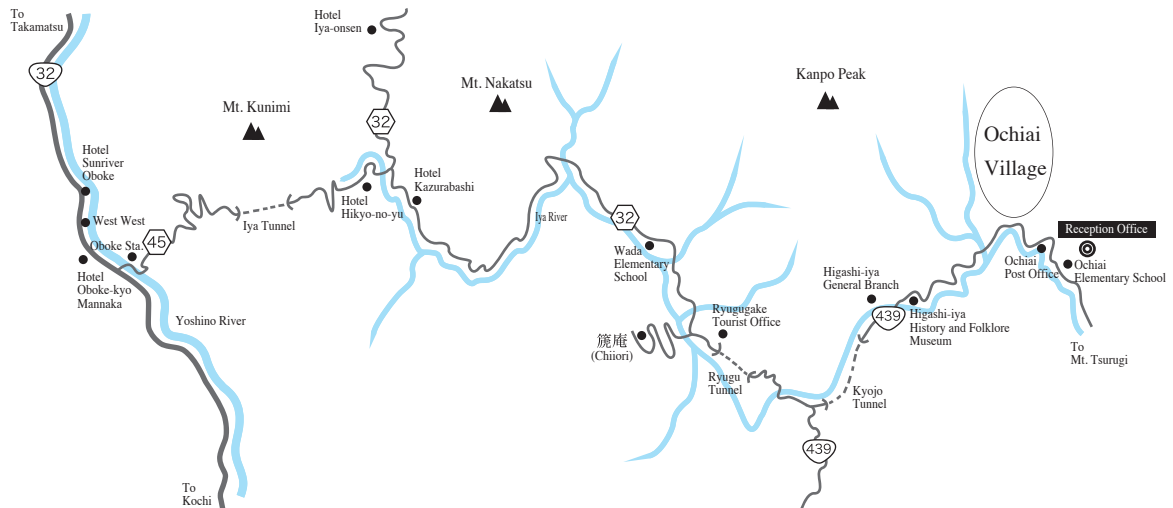 To
Takamatsu
32
Hotel
Iya-onsen
Mt. Kunimi
32
Mt. Nakatsu
Kanpo Peak
Ochiai
Village
Hotel
Sunriver
Oboke
West West
Oboke Sta.
45
Hotel
Oboke-kyo
Mannaka
Iya Tunnel
Hotel
Hikyo-no-yu
Hotel
Kazurabashi
Iya River
32
Wada
Elementary
School
Reception Office
Ochiai
Post Office
Ochiai
Elementary School
Higashi-iya
General Branch
439
Higashi-iya
History and Folklore
Museum
Yoshino River
篪庵
(Chiiori)
Ryugugake
Tourist Office
Ryugu
Tunnel
Kyojo
Tunnel
To
Mt. Tsurugi
439
To
Kochi